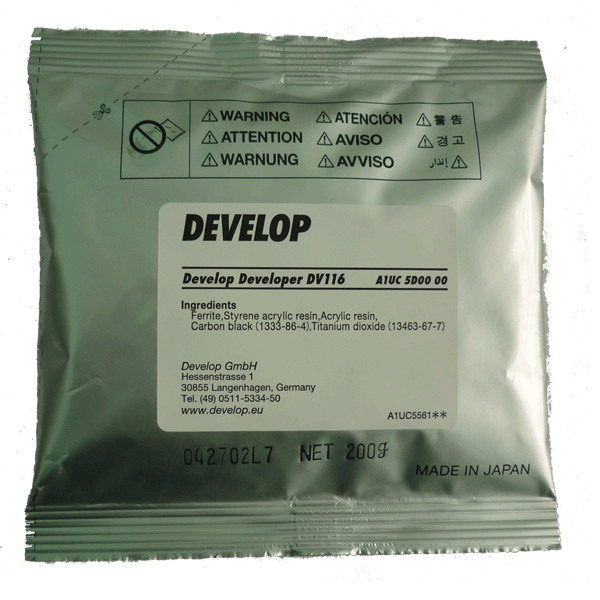 WARNING ATENCIÓN 警告
ATTENTION AVISO 경고
WARNUNG AVVISO إنذار
DEVELOP
Develop Developer DV116 A1UC 5D00 00
Ingredients
Ferrite,Styrene acrylic resin,Acrylic resin,
Carbon black (1333-86-4),Titanium dioxide (13463-67-7)
Develop GmbH
Hessenstrasse 1
30855 Langenhagen, Germany
Tel. (49) 0511-5334-50
www.develop.eu
A1UC5561**
042702L7 NET 200g
MADE IN JAPAN